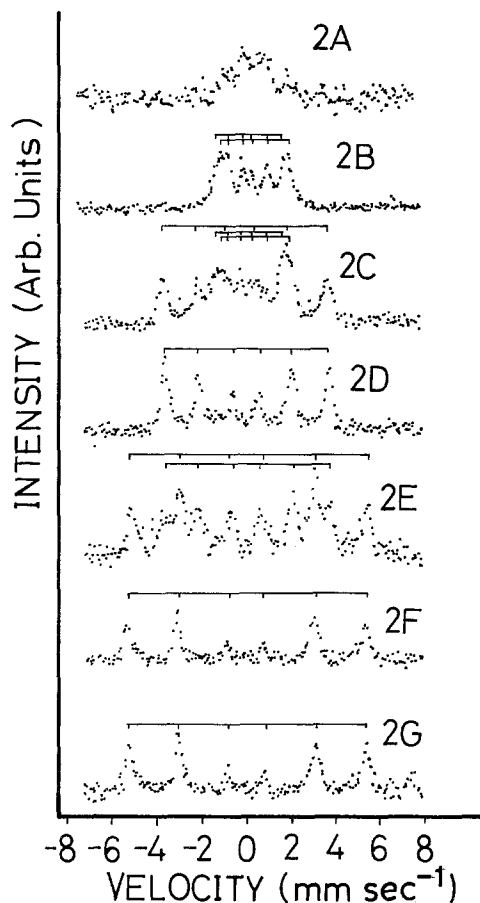 2A
2B
2C
2D
2E
2F
2G
INTENSITY (Arb. Units)
-8 -6 -4 -2 0 2 4 6 8
VELOCITY (mm sec⁻¹)